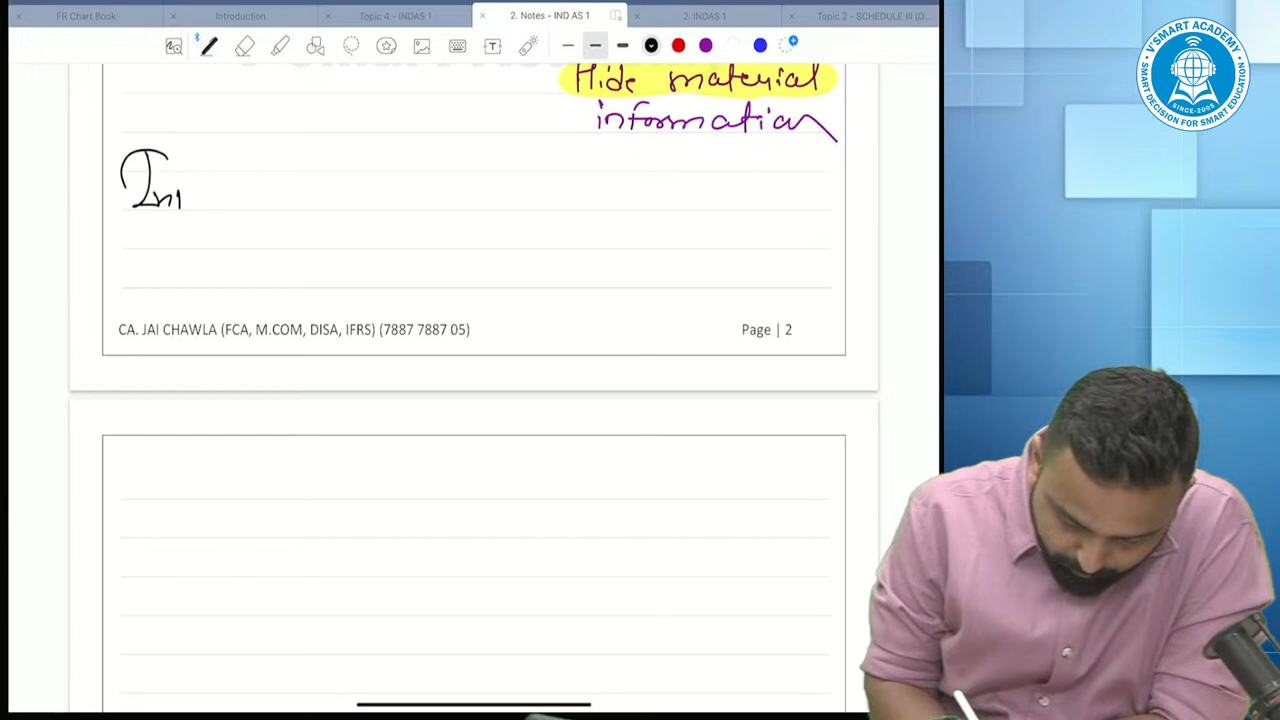 FR Chart Book
Introduction
Topic 4 - INDAS 1
2. Notes - IND AS 1
2. INDAS 1
Topic 2 – SCHEDULE III (D...
Hide material
information
CA. JAI CHAWLA (FCA, M.COM, DISA, IFRS) (7887 7887 05)
Page | 2
V'SMART ACADEMY
SINCE-2005
SMART DECISION FOR SMART EDUCATION